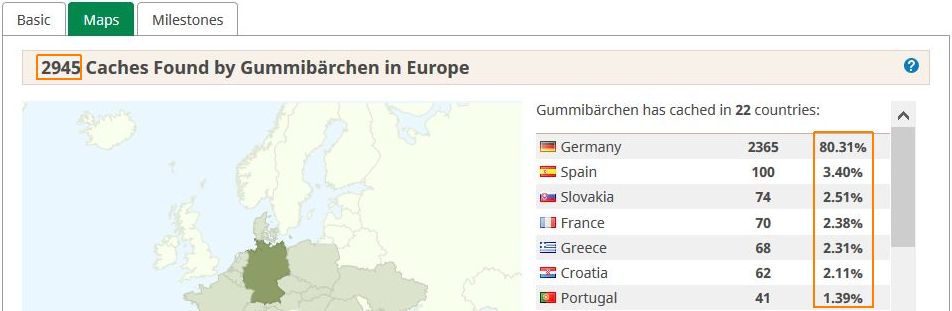 Basic Maps Milestones
2945 Caches Found by Gummibärchen in Europe ?
Gummibärchen has cached in 22 countries:
Germany 2365 80.31%
Spain 100 3.40%
Slovakia 74 2.51%
France 70 2.38%
Greece 68 2.31%
Croatia 62 2.11%
Portugal 41 1.39%